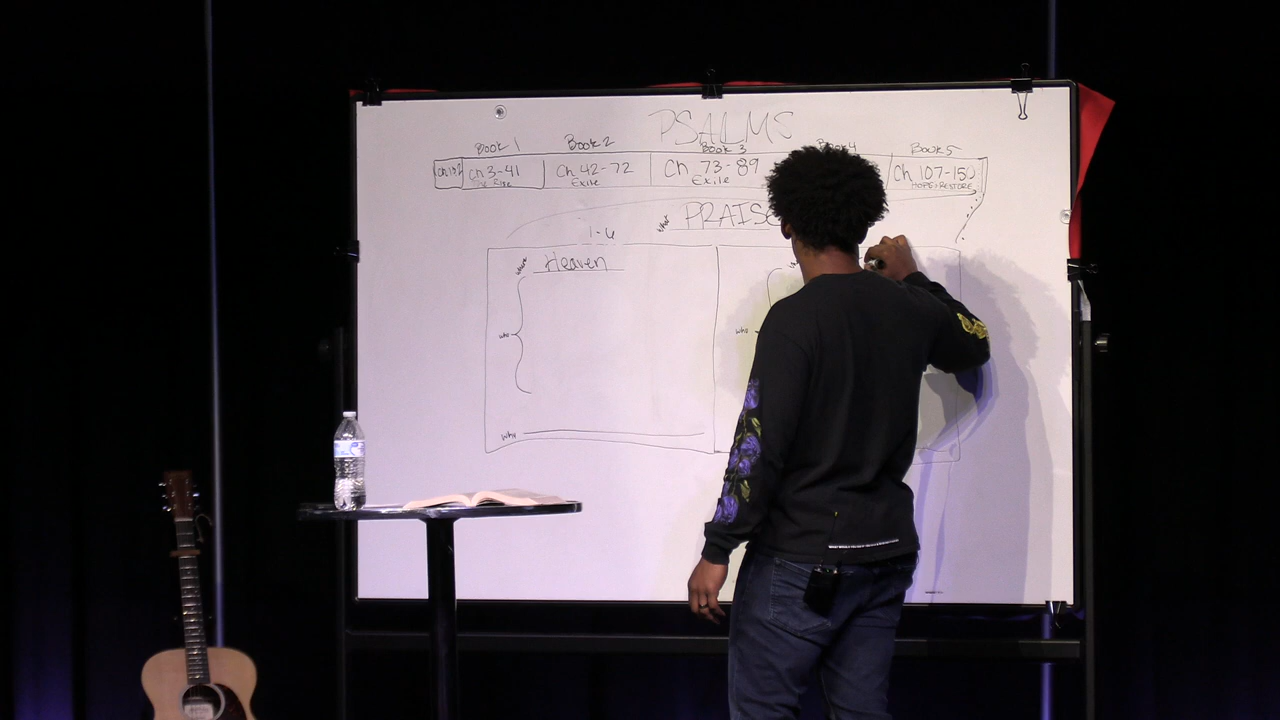 PSALMS
Book 1 Book 2 Book 3 Book 4 Book 5
Ch 1+2 Ch 3-41 Ch 42-72 Ch 73-89 Ch 107-150
Exile Exile HOPE+RESTORE
What PRAISE
1-6
where Heaven
who who
why